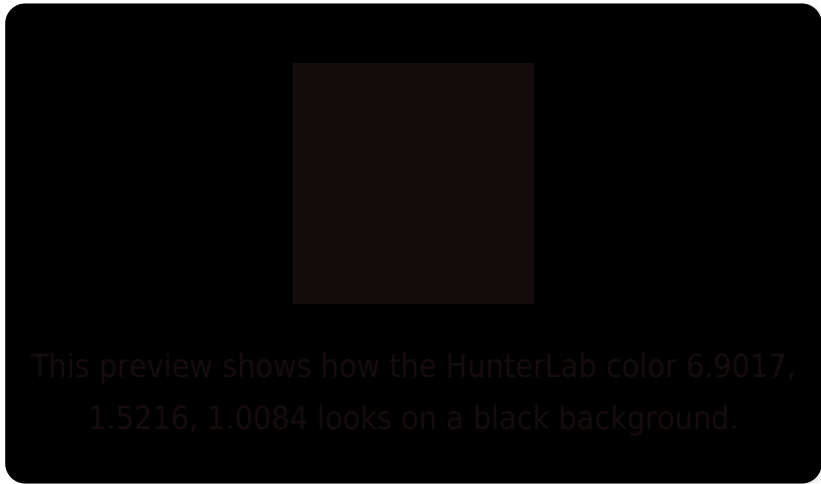 This preview shows how the HunterLab color 6.9017,
1.5216, 1.0084 looks on a black background.